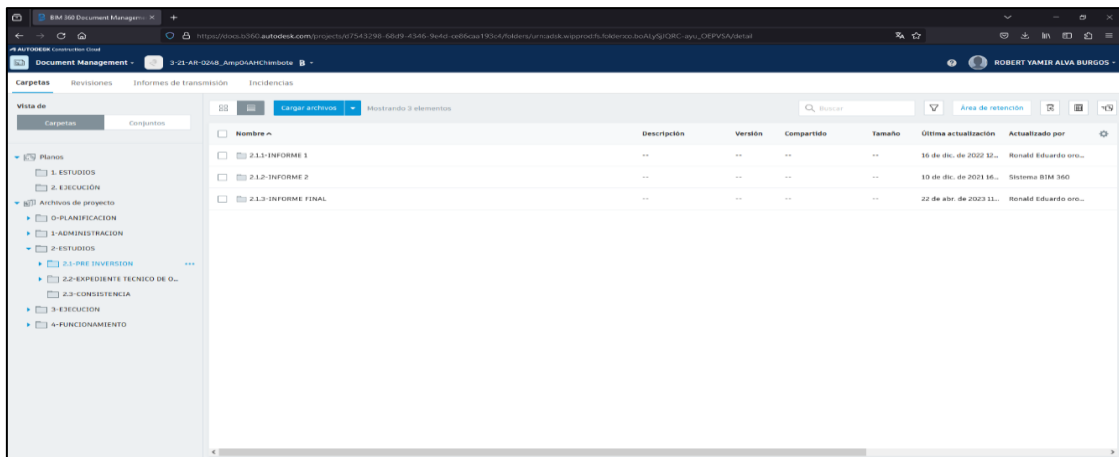 BIM 360 Document Managem
https://docs.b360.autodesk.com/projects/d7543298-68d9-4346-9e4d-ce86caa193c4/folders/urn:adsk.wipprod:fs.folder:co.boALySjIQRC-ayu_OEPVSA/detail
AUTODESK Construction Cloud
Document Management
3-21-AR-0248_AmpO4AHChimbote B
ROBERT YAMIR ALVA BURGOS
Carpetas Revisiones Informes de transmisión Incidencias
Vista de
Carpetas Conjuntos
Planos
1. ESTUDIOS
2. EJECUCIÓN
Archivos de proyecto
0-PLANIFICACION
1-ADMINISTRACION
2-ESTUDIOS
2.1-PRE INVERSION
2.2-EXPEDIENTE TECNICO DE O...
2.3-CONSISTENCIA
3-EJECUCION
4-FUNCIONAMIENTO
Cargar archivos Mostrando 3 elementos Buscar Área de retención
Nombre Descripción Versión Compartido Tamaño Última actualización Actualizado por
2.1.1-INFORME 1 -- -- -- -- 16 de dic. de 2022 12... Ronald Eduardo oro...
2.1.2-INFORME 2 -- -- -- -- 10 de dic. de 2021 16... Sistema BIM 360
2.1.3-INFORME FINAL -- -- -- -- 22 de abr. de 2023 11... Ronald Eduardo oro...